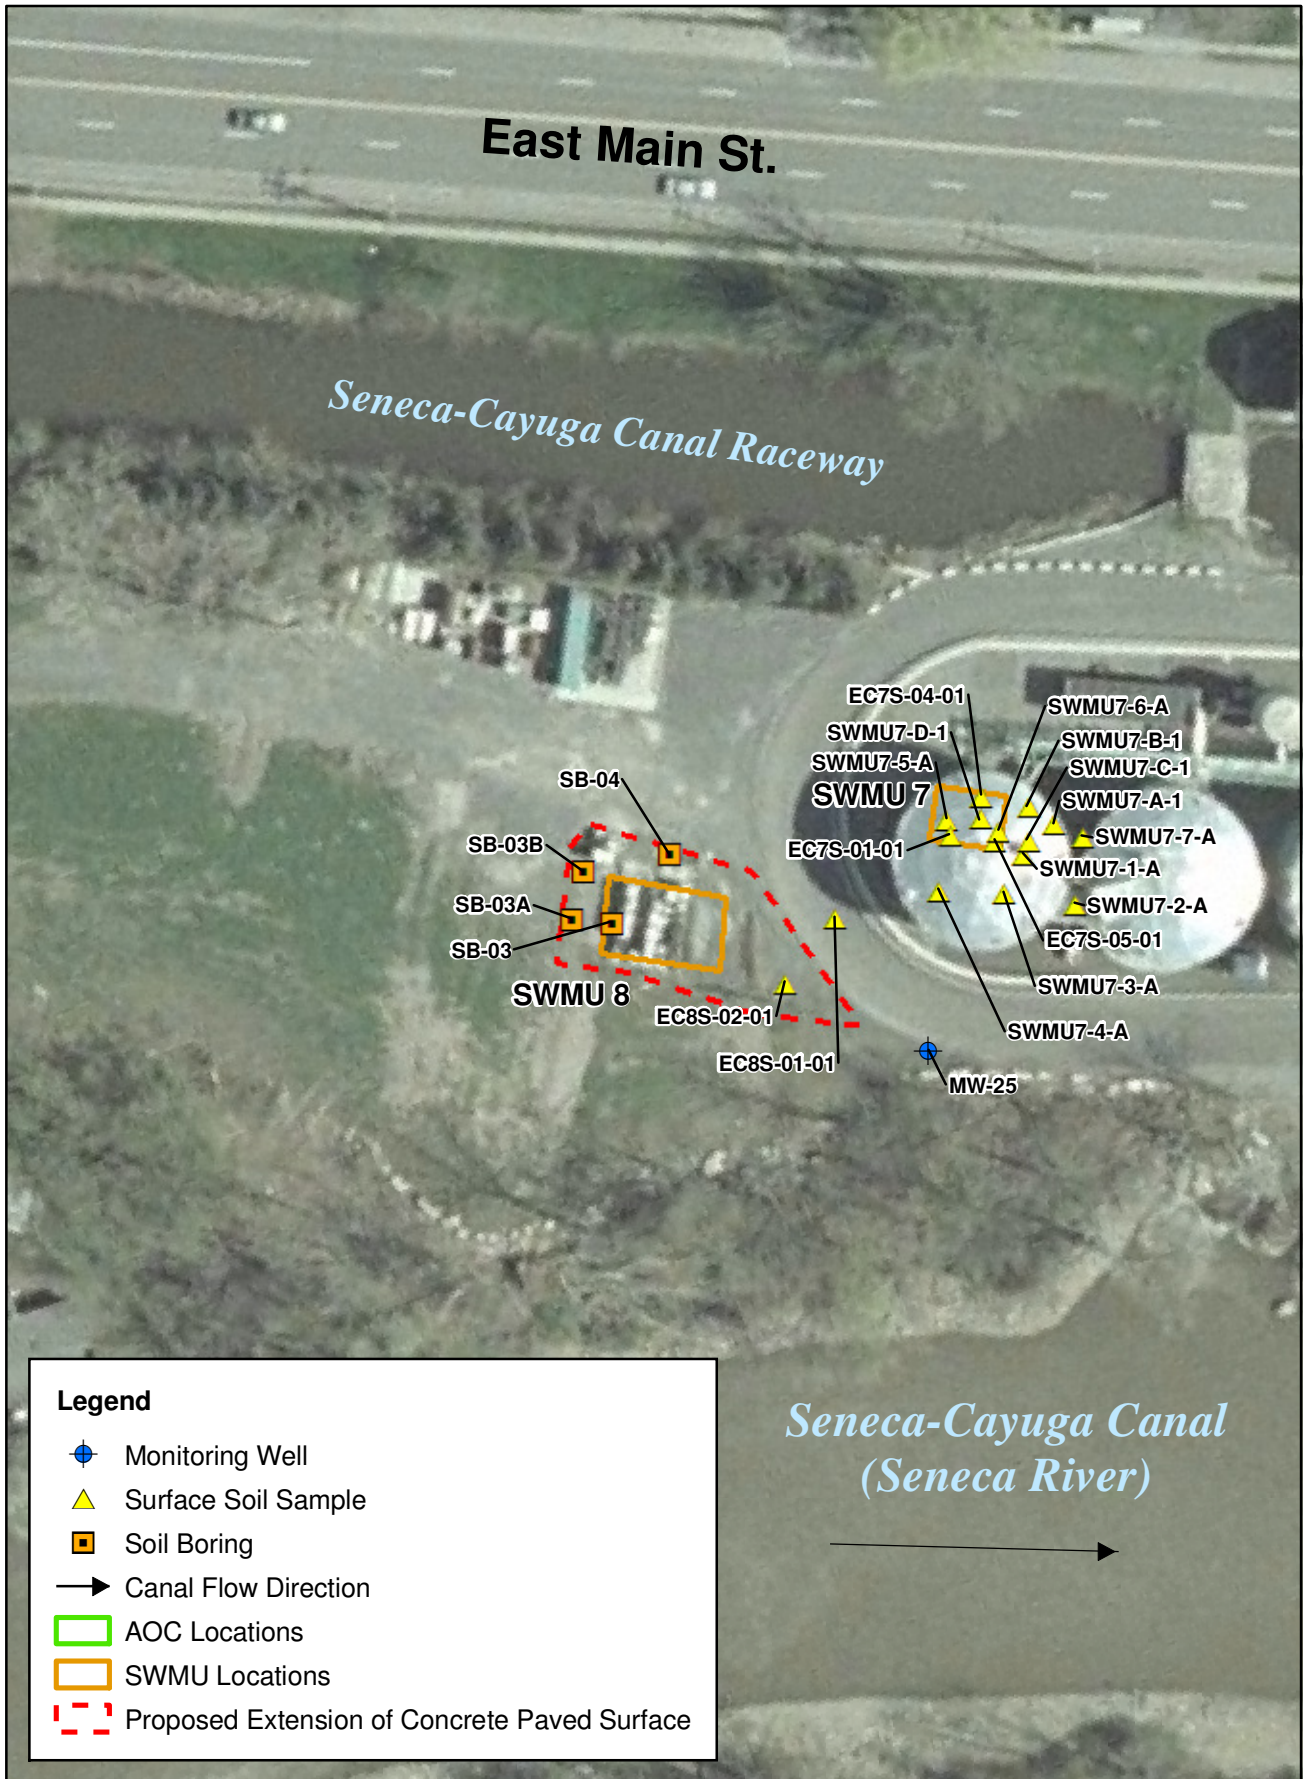 East Main St.
Seneca-Cayuga Canal Raceway
EC7S-04-01
SWMU7-6-A
SWMU7-D-1
SWMU7-B-1
SWMU7-5-A
SWMU7-C-1
SB-04
SWMU 7
SWMU7-A-1
SWMU7-7-A
SB-03B
EC7S-01-01
SWMU7-1-A
SB-03A
SWMU7-2-A
SB-03
EC7S-05-01
SWMU 8
SWMU7-3-A
EC8S-02-01
SWMU7-4-A
EC8S-01-01
MW-25
Legend
Monitoring Well
Surface Soil Sample
Soil Boring
Canal Flow Direction
AOC Locations
SWMU Locations
Proposed Extension of Concrete Paved Surface
Seneca-Cayuga Canal
(Seneca River)